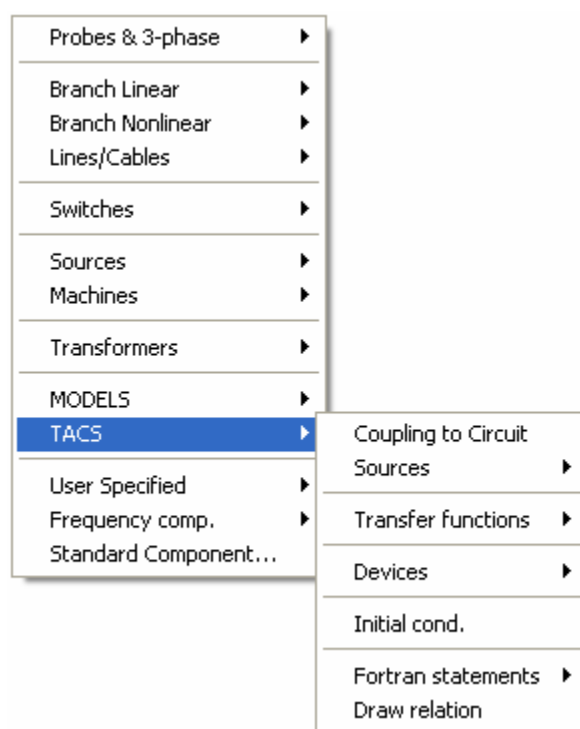 Probes & 3-phase
Branch Linear
Branch Nonlinear
Lines/Cables
Switches
Sources
Machines
Transformers
MODELS
TACS
User Specified
Frequency comp.
Standard Component...
Coupling to Circuit
Sources
Transfer functions
Devices
Initial cond.
Fortran statements
Draw relation